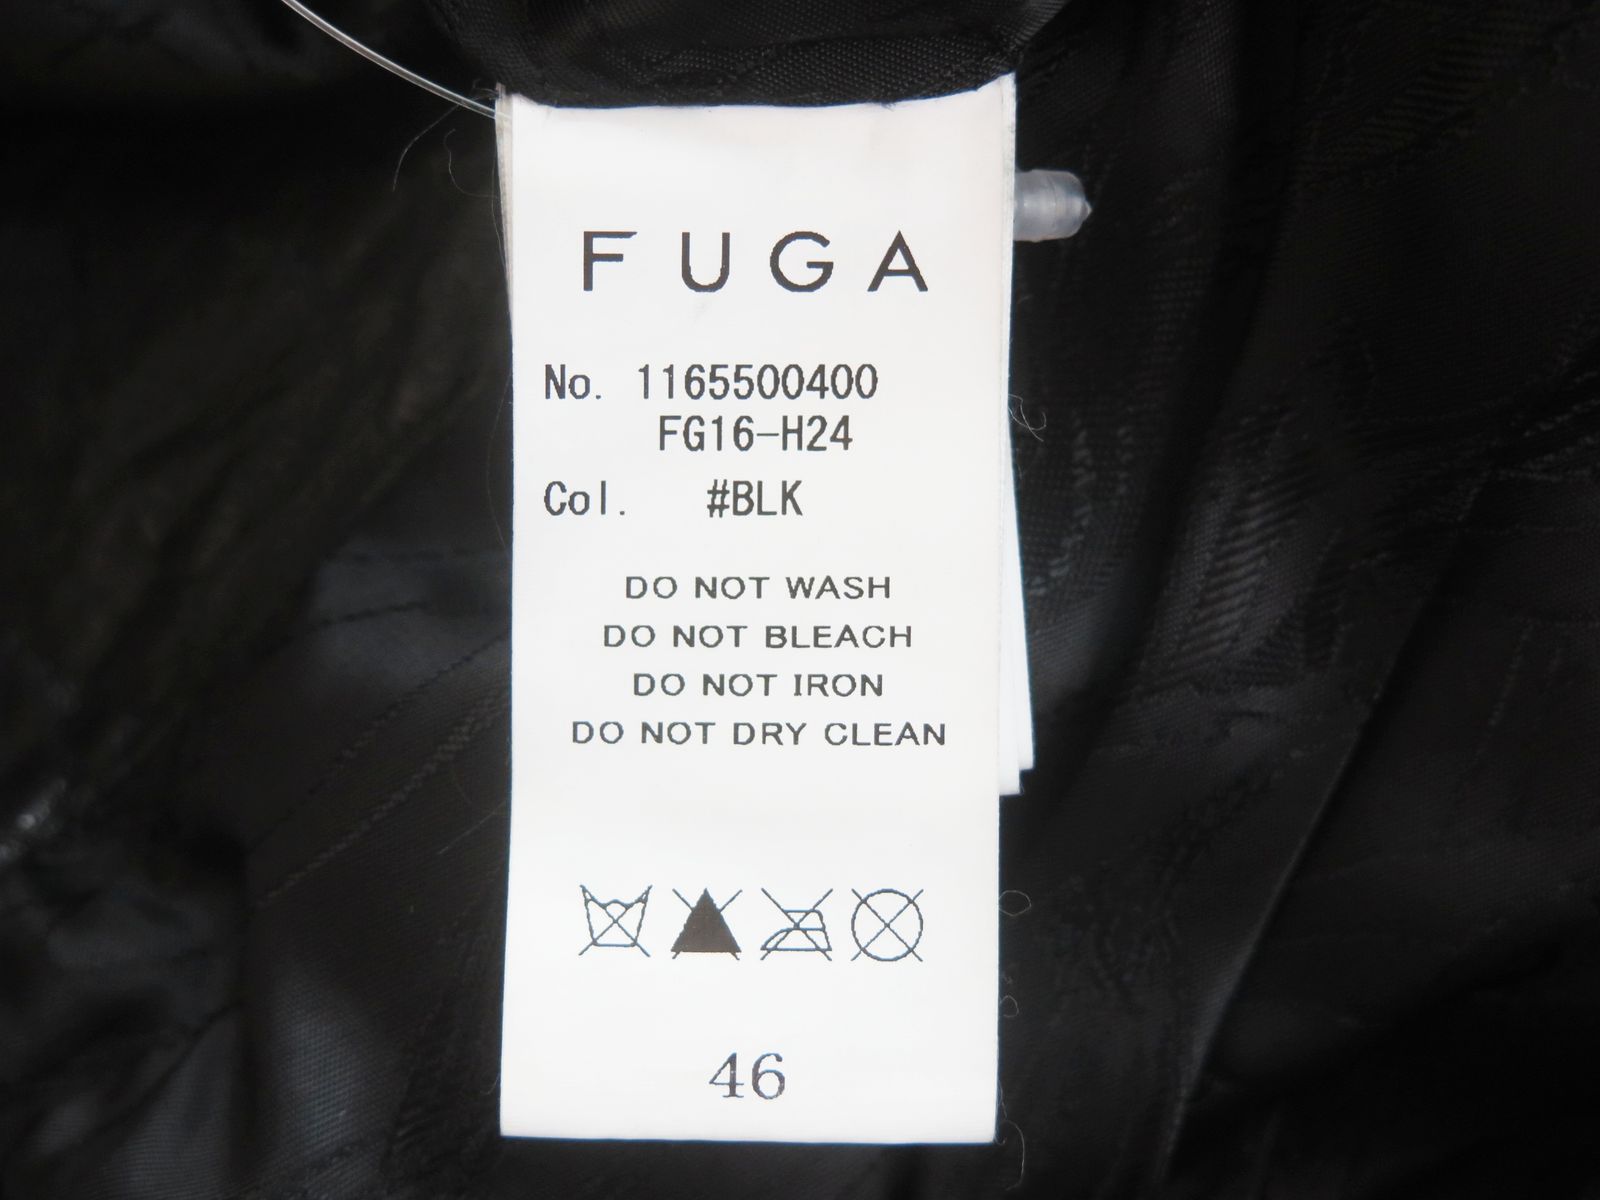 FUGA
No. 1165500400
FG16-H24
Col. #BLK
DO NOT WASH
DO NOT BLEACH
DO NOT IRON
DO NOT DRY CLEAN
46